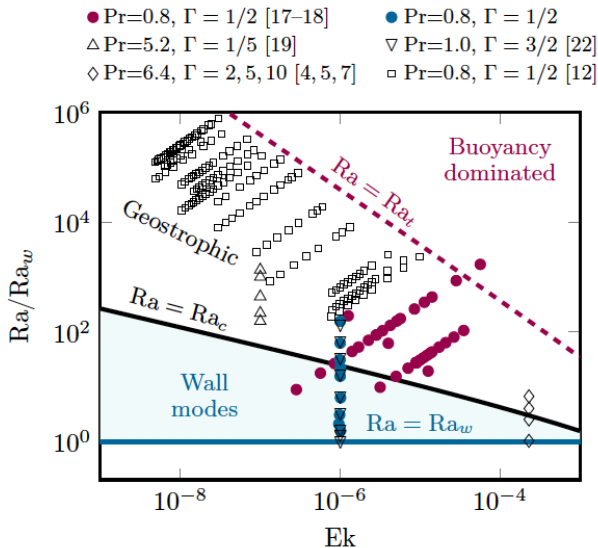 Pr=0.8, Γ = 1/2 [17–18]
Pr=0.8, Γ = 1/2
Pr=5.2, Γ = 1/5 [19]
Pr=1.0, Γ = 3/2 [22]
Pr=6.4, Γ = 2, 5, 10 [4, 5, 7]
Pr=0.8, Γ = 1/2 [12]
10^6
Buoyancy
dominated
Ra = Ra_t
10^4
Geostrophic
Ra/Ra_w
Ra = Ra_c
10^2
Wall
modes
Ra = Ra_w
10^0
10^−8
10^−6
10^−4
Ek